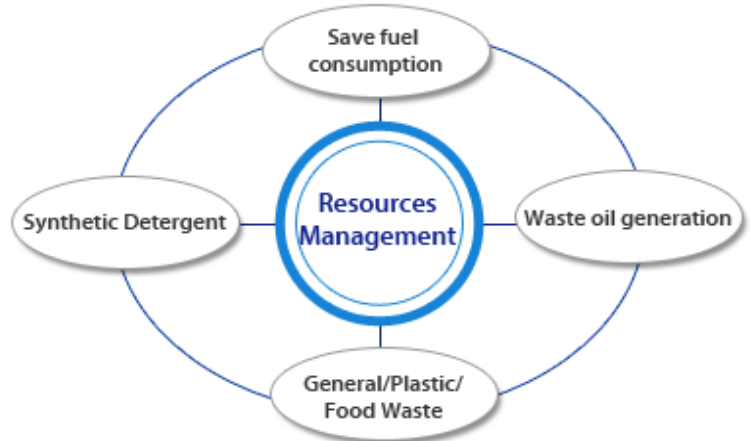 Save fuel
consumption
Synthetic Detergent
Resources
Management
Waste oil generation
General/Plastic/
Food Waste